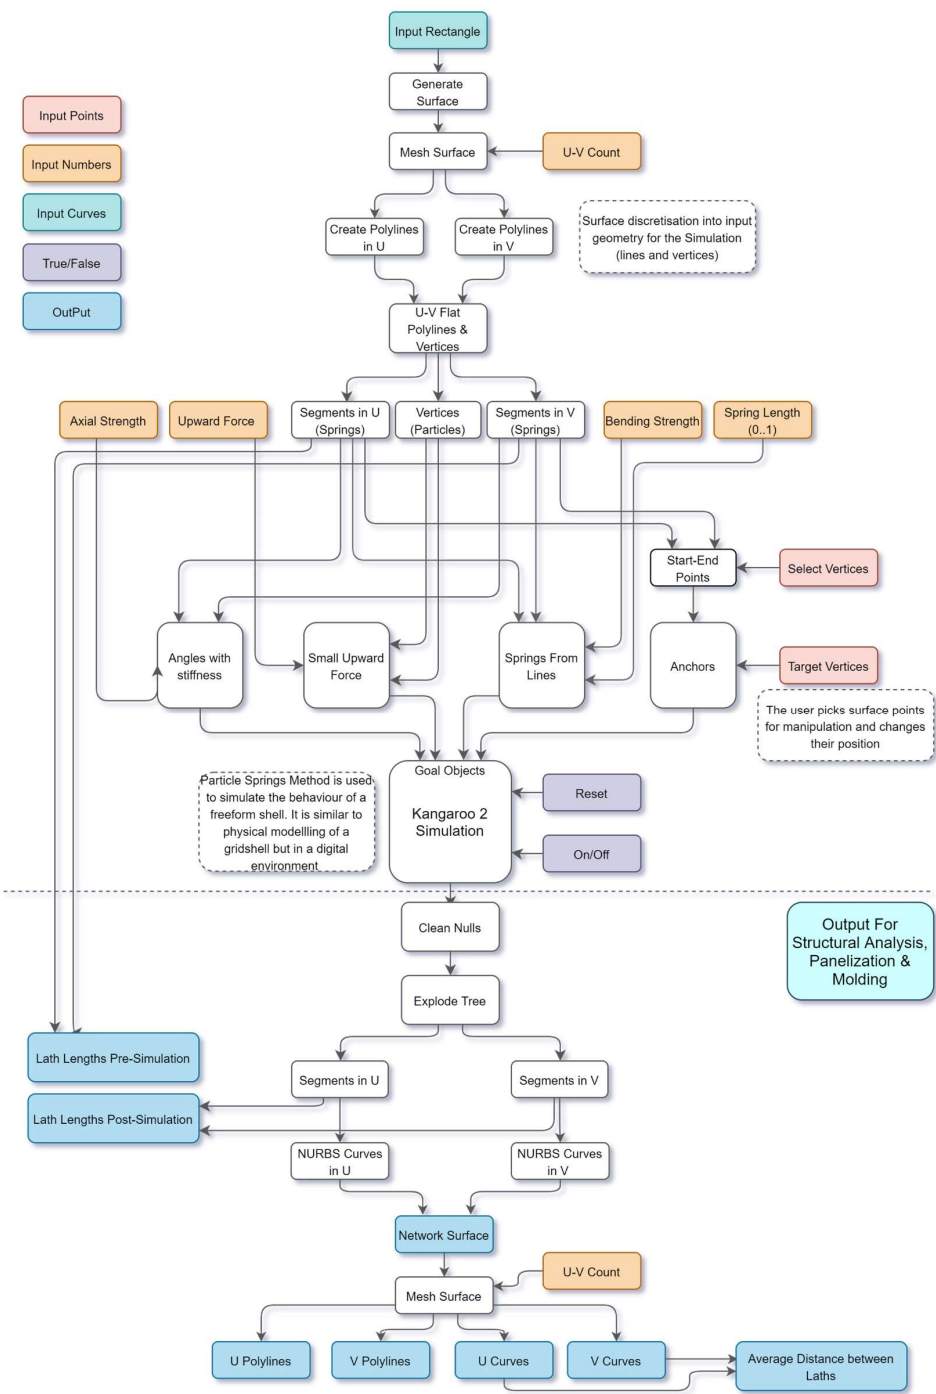 Input Rectangle
Generate
Surface
Input Points
Mesh Surface
U-V Count
Input Numbers
Input Curves
Create Polylines
in U
Create Polylines
in V
Surface discretisation into input
geometry for the Simulation
(lines and vertices)
True/False
OutPut
U-V Flat
Polylines &
Vertices
Axial Strength
Upward Force
Segments in U
(Springs)
Vertices
(Particles)
Segments in V
(Springs)
Bending Strength
Spring Length
(0..1)
Start-End
Points
Select Vertices
Angles with
stiffness
Small Upward
Force
Springs From
Lines
Anchors
Target Vertices
The user picks surface points
for manipulation and changes
their position
Particle Springs Method is used
to simulate the behaviour of a
freeform shell. It is similar to
physical modellling of a
gridshell but in a digital
environment
Goal Objects
Kangaroo 2
Simulation
Reset
On/Off
Clean Nulls
Output For
Structural Analysis,
Panelization &
Molding
Explode Tree
Lath Lengths Pre-Simulation
Segments in U
Segments in V
Lath Lengths Post-Simulation
NURBS Curves
in U
NURBS Curves
in V
Network Surface
U-V Count
Mesh Surface
U Polylines
V Polylines
U Curves
V Curves
Average Distance between
Laths